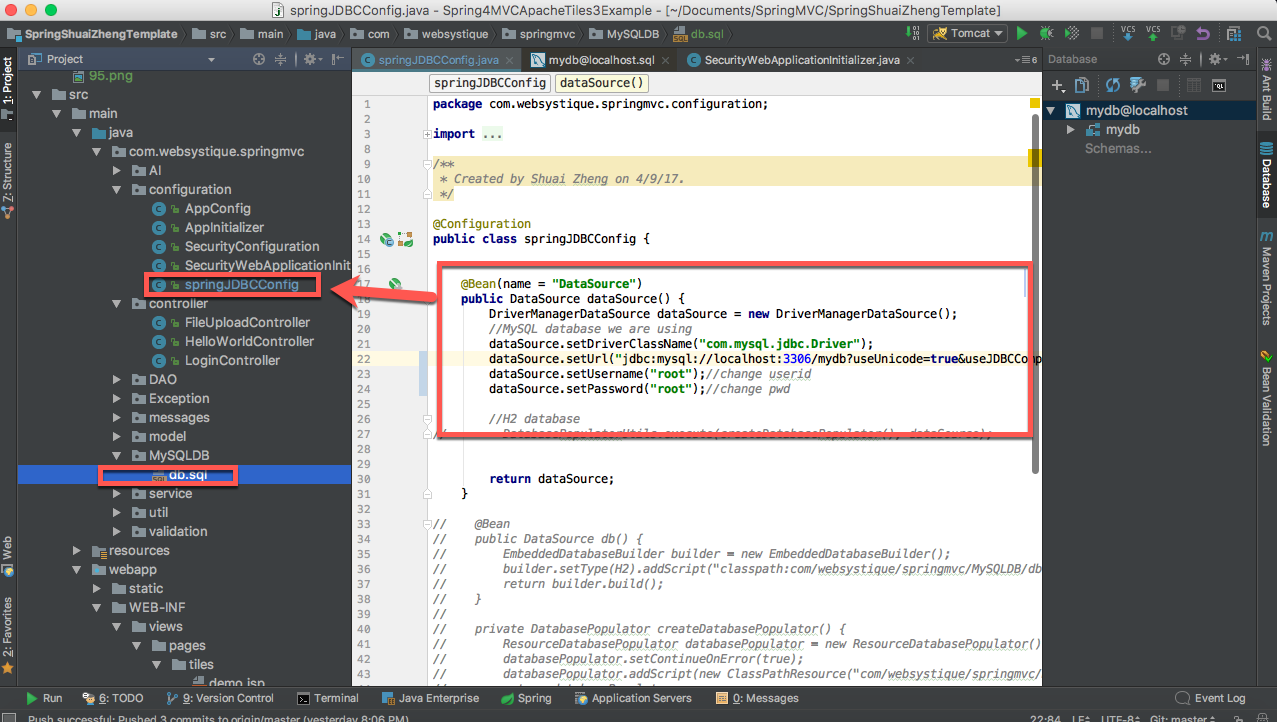 springJDBCConfig.java - Spring4MVCApacheTiles3Example - [~/Documents/SpringMVC/SpringShuaiZhengTemplate]
SpringShuaiZhengTemplate src main java com websystique springmvc MySQLDB db.sql Tomcat VCS VCS
Project
springJDBCConfig.java mydb@localhost.sql SecurityWebApplicationInitializer.java 6
Database
1: Project
Z: Structure
Web
2: Favorites
95.png
src
main
java
com.websystique.springmvc
AI
configuration
AppConfig
AppInitializer
SecurityConfiguration
SecurityWebApplicationInit
springJDBCConfig
controller
FileUploadController
HelloWorldController
LoginController
DAO
Exception
messages
model
MySQLDB
db.sql
service
util
validation
resources
webapp
static
WEB-INF
views
pages
tiles
demo.jsp
springJDBCConfig dataSource()
1 package com.websystique.springmvc.configuration;
2
3 import ...
8
9 /**
10 * Created by Shuai Zheng on 4/9/17.
11 */
12
13 @Configuration
14 public class springJDBCConfig {
15
16
17 @Bean(name = "DataSource")
18 public DataSource dataSource() {
19 DriverManagerDataSource dataSource = new DriverManagerDataSource();
20 //MySQL database we are using
21 dataSource.setDriverClassName("com.mysql.jdbc.Driver");
22 dataSource.setUrl("jdbc:mysql://localhost:3306/mydb?useUnicode=true&useJDBCComp
23 dataSource.setUsername("root");//change userid
24 dataSource.setPassword("root");//change pwd
25
26 //H2 database
27 // DatabasePopulatorUtils.execute(createDatabasePopulator(), dataSource);
28
29
30 return dataSource;
31 }
32
33 // @Bean
34 // public DataSource db() {
35 // EmbeddedDatabaseBuilder builder = new EmbeddedDatabaseBuilder();
36 // builder.setType(H2).addScript("classpath:com/websystique/springmvc/MySQLDB/db
37 // return builder.build();
38 // }
39 //
40 // private DatabasePopulator createDatabasePopulator() {
41 // ResourceDatabasePopulator databasePopulator = new ResourceDatabasePopulator()
42 // databasePopulator.setContinueOnError(true);
43 // databasePopulator.addScript(new ClassPathResource("com/websystique/springmvc/
mydb@localhost
mydb
Schemas...
Ant Build
Database
Maven Projects
Bean Validation
Run 6: TODO 9: Version Control Terminal Java Enterprise Spring Application Servers 0: Messages Event Log
Push successful: Pushed 3 commits to origin/master (yesterday 8:06 PM) 22:84 LF UTF-8 Git: master